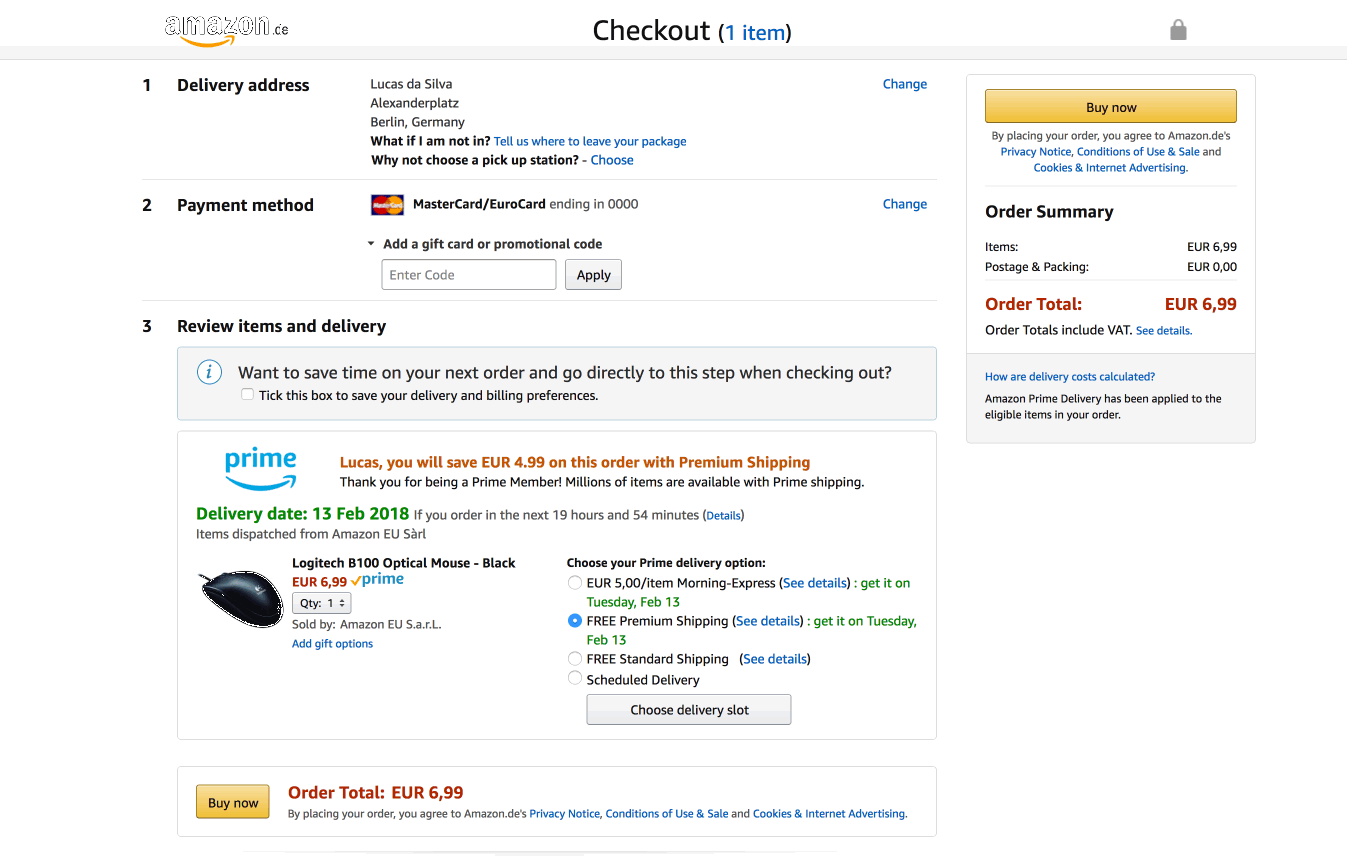 amazon.de
Checkout (1 item)
1 Delivery address
Lucas da Silva
Change
Alexanderplatz
Berlin, Germany
What if I am not in? Tell us where to leave your package
Why not choose a pick up station? - Choose
2 Payment method
MasterCard
MasterCard/EuroCard ending in 0000
Change
Add a gift card or promotional code
Enter Code
Apply
3 Review items and delivery
i
Want to save time on your next order and go directly to this step when checking out?
Tick this box to save your delivery and billing preferences.
prime
Lucas, you will save EUR 4.99 on this order with Premium Shipping
Thank you for being a Prime Member! Millions of items are available with Prime shipping.
Delivery date: 13 Feb 2018 If you order in the next 19 hours and 54 minutes (Details)
Items dispatched from Amazon EU Sàrl
Logitech B100 Optical Mouse - Black
EUR 6,99 prime
Qty: 1
Sold by: Amazon EU S.a.r.L.
Add gift options
Choose your Prime delivery option:
EUR 5,00/item Morning-Express (See details) : get it on
Tuesday, Feb 13
FREE Premium Shipping (See details) : get it on Tuesday,
Feb 13
FREE Standard Shipping (See details)
Scheduled Delivery
Choose delivery slot
Buy now
Order Total: EUR 6,99
By placing your order, you agree to Amazon.de's Privacy Notice, Conditions of Use & Sale and Cookies & Internet Advertising.
Buy now
By placing your order, you agree to Amazon.de's
Privacy Notice, Conditions of Use & Sale and
Cookies & Internet Advertising.
Order Summary
Items: EUR 6,99
Postage & Packing: EUR 0,00
Order Total: EUR 6,99
Order Totals include VAT. See details.
How are delivery costs calculated?
Amazon Prime Delivery has been applied to the
eligible items in your order.